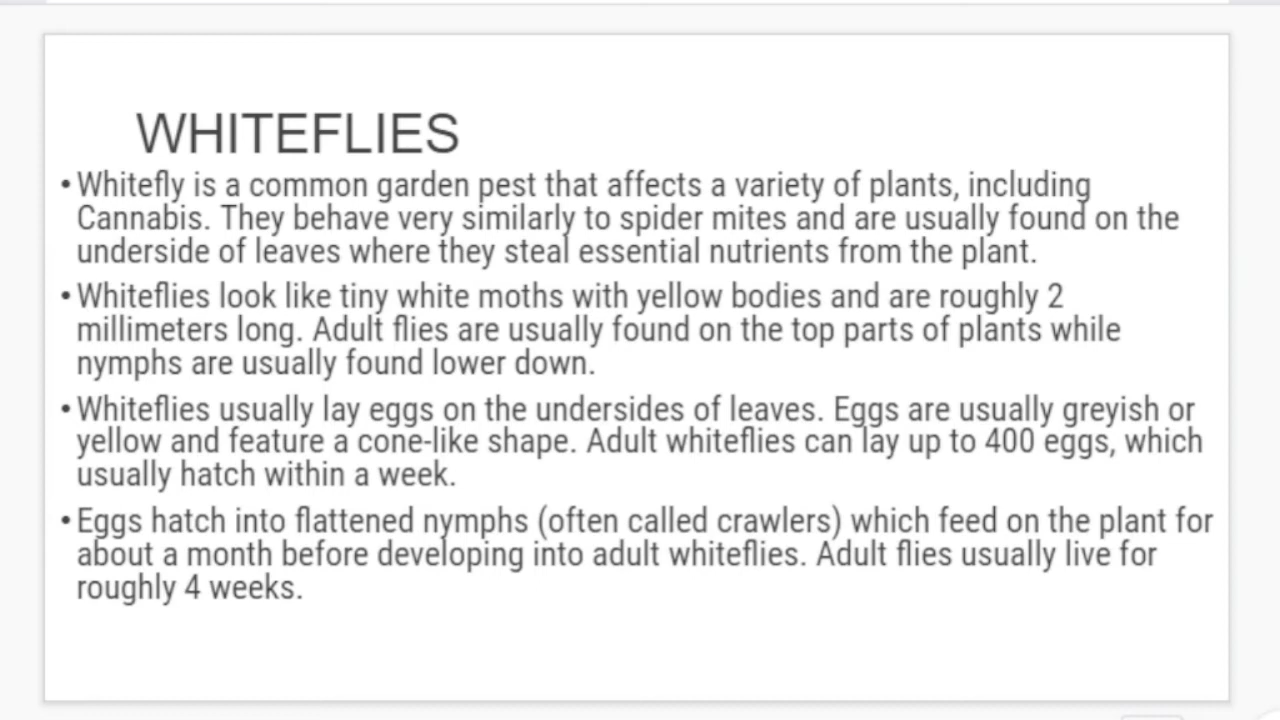 WHITEFLIES
•Whitefly is a common garden pest that affects a variety of plants, including
Cannabis. They behave very similarly to spider mites and are usually found on the
underside of leaves where they steal essential nutrients from the plant.
•Whiteflies look like tiny white moths with yellow bodies and are roughly 2
millimeters long. Adult flies are usually found on the top parts of plants while
nymphs are usually found lower down.
•Whiteflies usually lay eggs on the undersides of leaves. Eggs are usually greyish or
yellow and feature a cone-like shape. Adult whiteflies can lay up to 400 eggs, which
usually hatch within a week.
•Eggs hatch into flattened nymphs (often called crawlers) which feed on the plant for
about a month before developing into adult whiteflies. Adult flies usually live for
roughly 4 weeks.